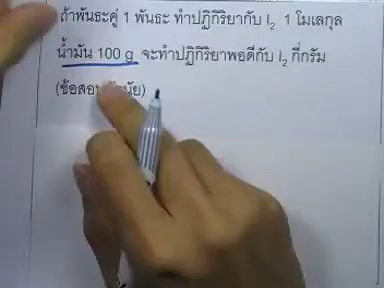 ถ้าพันธะคู่ 1 พันธะ ทำปฏิกิริยากับ I₂ 1 โมเลกุล
น้ำมัน 100 g จะทำปฏิกิริยาพอดีกับ I₂ กี่กรัม